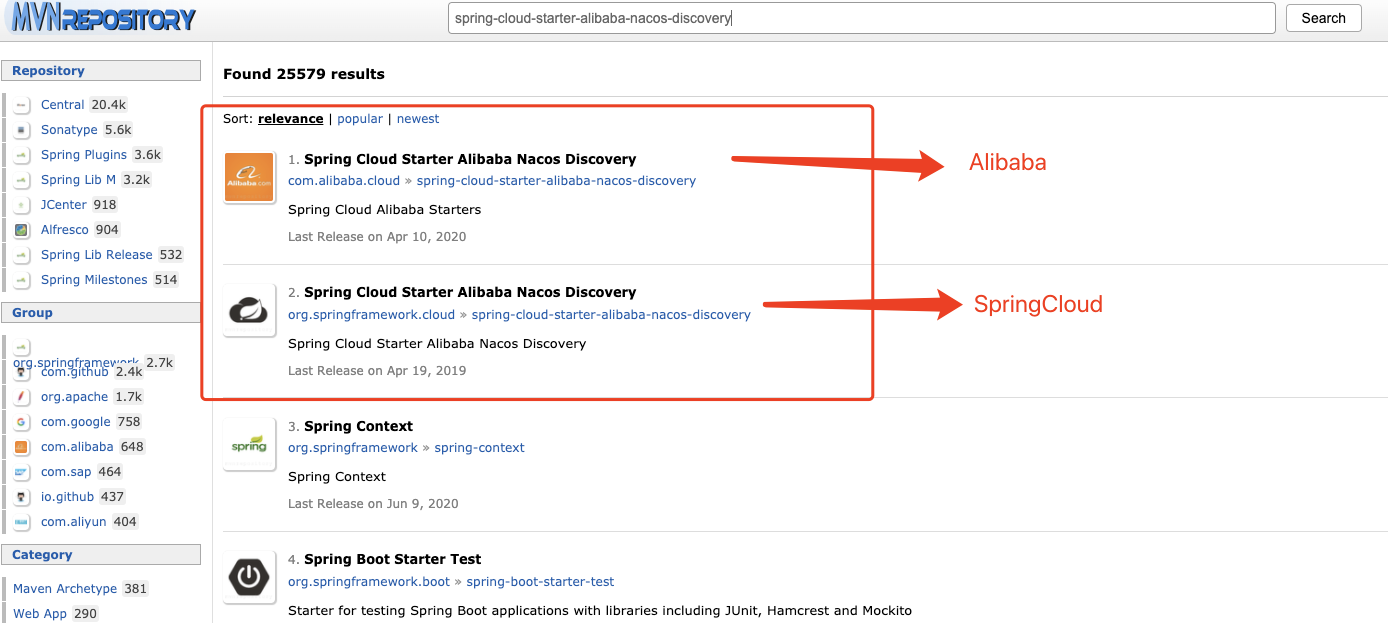 MVNREPOSITORY
spring-cloud-starter-alibaba-nacos-discovery
Search
Repository
Central 20.4k
Sonatype 5.6k
Spring Plugins 3.6k
Spring Lib M 3.2k
JCenter 918
Alfresco 904
Spring Lib Release 532
Spring Milestones 514
Group
org.springframework 2.7k
com.github 2.4k
org.apache 1.7k
com.google 758
com.alibaba 648
com.sap 464
io.github 437
com.aliyun 404
Category
Maven Archetype 381
Web App 290
Found 25579 results
Sort: relevance | popular | newest
Alibaba.com
1. Spring Cloud Starter Alibaba Nacos Discovery
com.alibaba.cloud » spring-cloud-starter-alibaba-nacos-discovery
Spring Cloud Alibaba Starters
Last Release on Apr 10, 2020
Alibaba
2. Spring Cloud Starter Alibaba Nacos Discovery
org.springframework.cloud » spring-cloud-starter-alibaba-nacos-discovery
Spring Cloud Starter Alibaba Nacos Discovery
Last Release on Apr 19, 2019
SpringCloud
spring
3. Spring Context
org.springframework » spring-context
Spring Context
Last Release on Jun 9, 2020
4. Spring Boot Starter Test
org.springframework.boot » spring-boot-starter-test
Starter for testing Spring Boot applications with libraries including JUnit, Hamcrest and Mockito